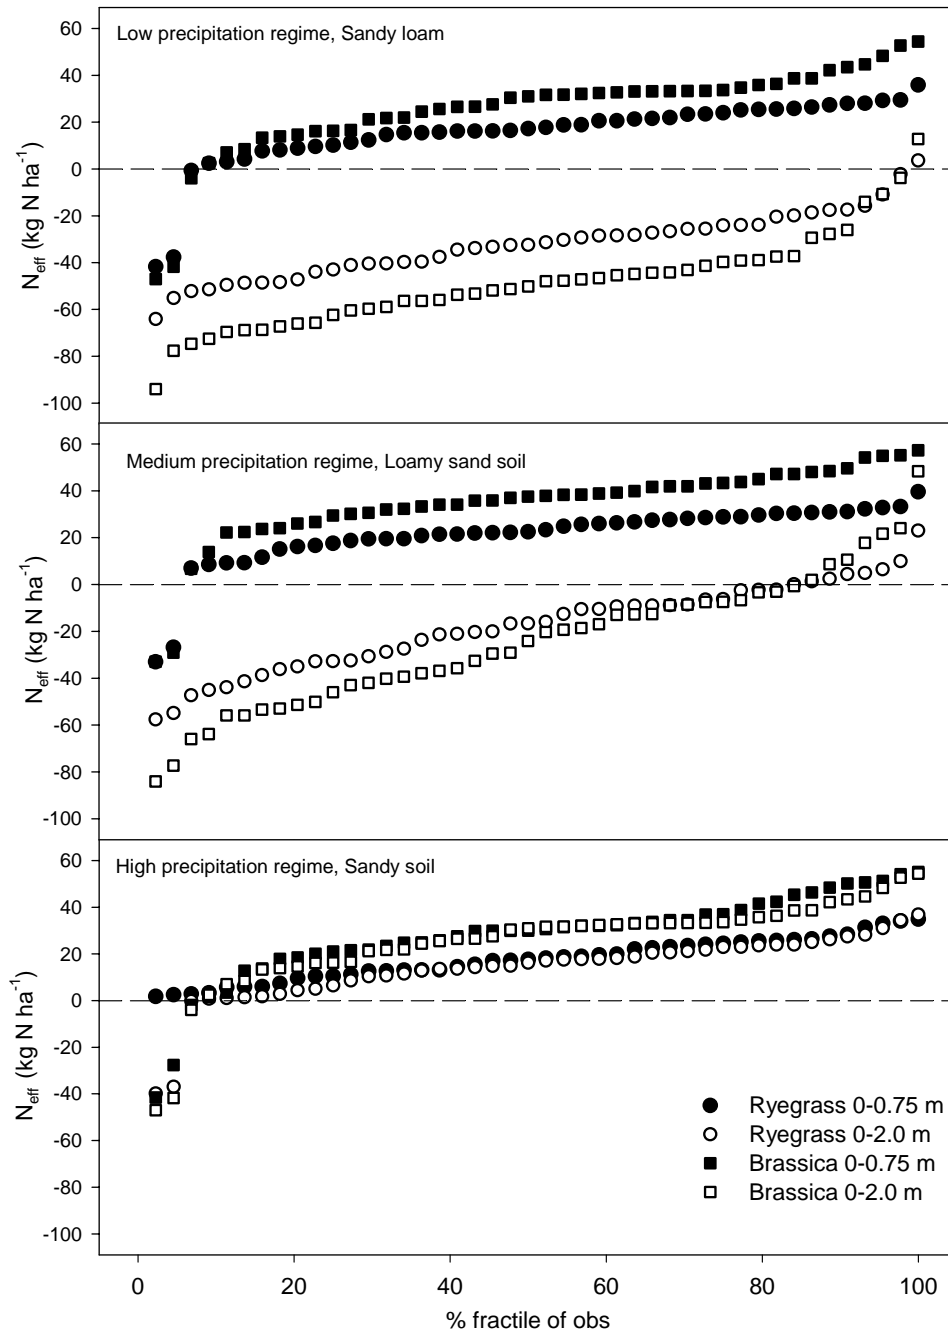 Low precipitation regime, Sandy loam
60
40
20
0
-20
-40
-60
-80
-100
N_eff (kg N ha⁻¹)
Medium precipitation regime, Loamy sand soil
60
40
20
0
-20
-40
-60
-80
-100
N_eff (kg N ha⁻¹)
High precipitation regime, Sandy soil
60
40
20
0
-20
-40
-60
-80
-100
N_eff (kg N ha⁻¹)
Ryegrass 0-0.75 m
Ryegrass 0-2.0 m
Brassica 0-0.75 m
Brassica 0-2.0 m
0 20 40 60 80 100
% fractile of obs